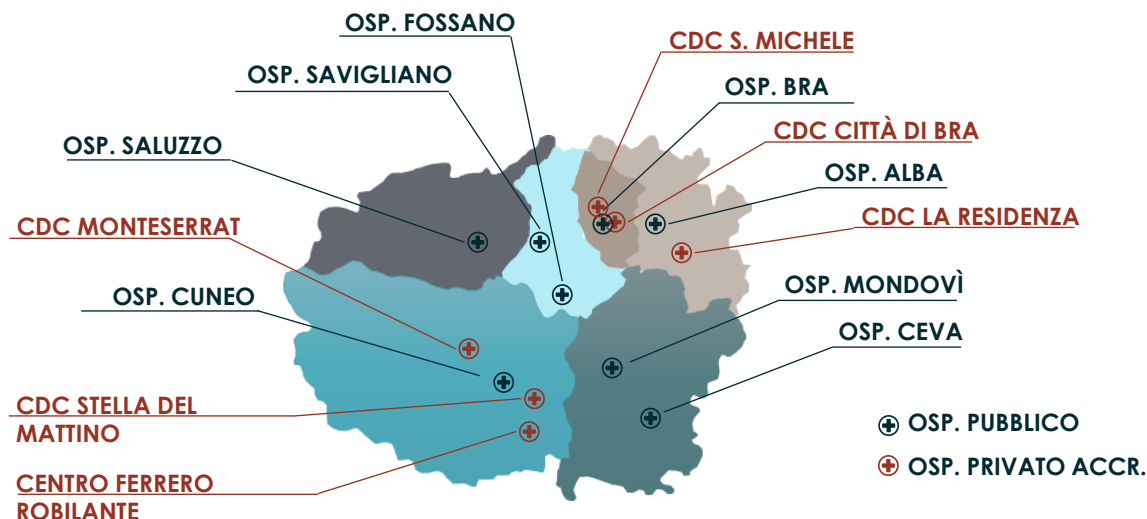 OSP. FOSSANO
CDC S. MICHELE
OSP. SAVIGLIANO
OSP. BRA
CDC CITTÀ DI BRA
OSP. SALUZZO
OSP. ALBA
CDC MONTESERRAT
CDC LA RESIDENZA
OSP. CUNEO
OSP. MONDOVÌ
OSP. CEVA
CDC STELLA DEL
MATTINO
OSP. PUBBLICO
OSP. PRIVATO ACCR.
CENTRO FERRERO
ROBILANTE